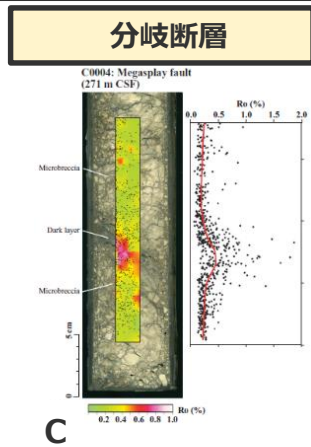 分岐断層
C0004: Megasplay fault
(271 m CSF)
Ro (%)
0.0 0.5 1.0 1.5 2.0
Microbreccia
Dark layer
Microbreccia
5 cm
0
0.2 0.4 0.6 0.8 1.0
Ro (%)
C